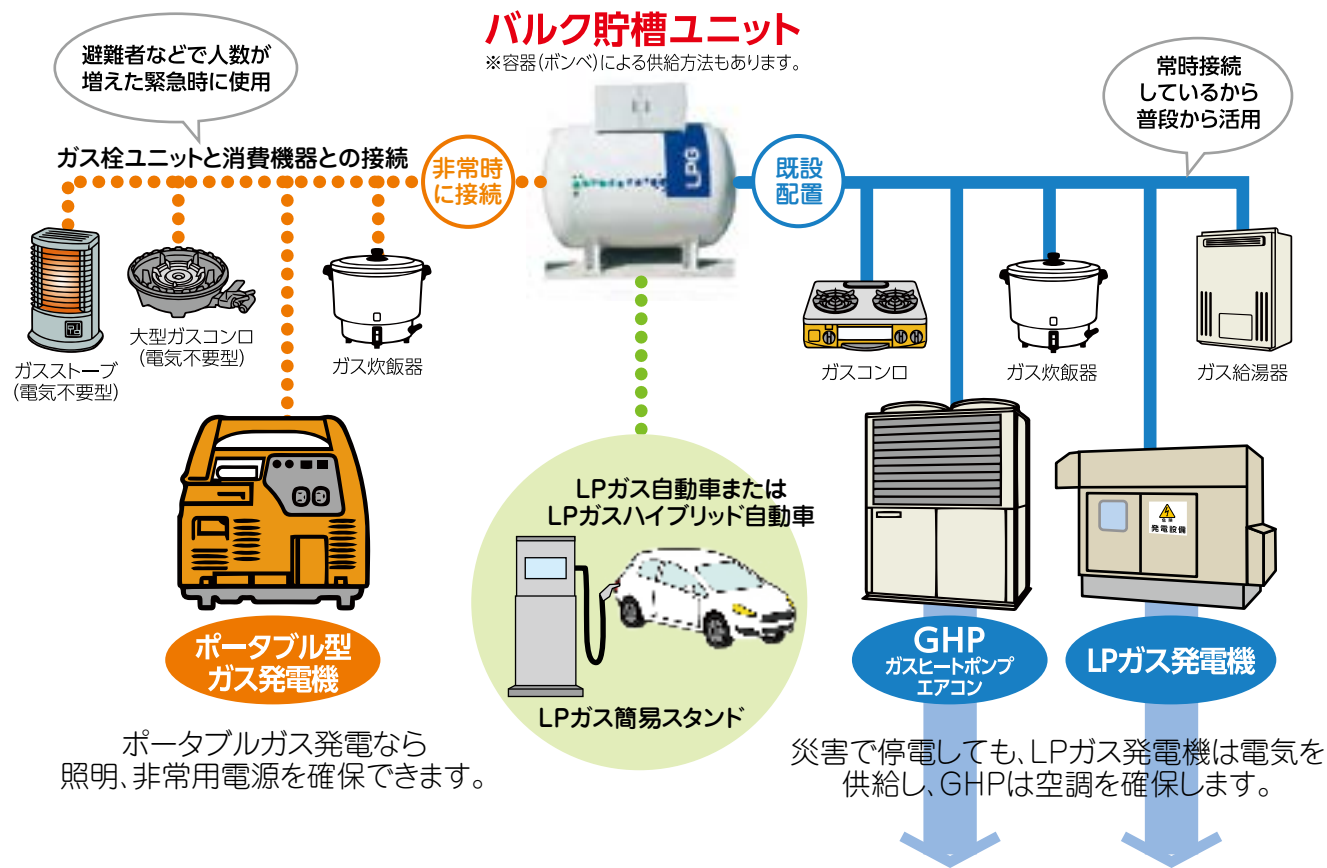 バルク貯槽ユニット
※容器(ボンベ)による供給方法もあります。
避難者などで人数が
増えた緊急時に使用
常時接続
しているから
普段から活用
ガス栓ユニットと消費機器との接続
非常時
に接続
LPG
既設
配置
ガスストーブ
(電気不要型)
大型ガスコンロ
(電気不要型)
ガス炊飯器
ガスコンロ
ガス炊飯器
ガス給湯器
LPガス自動車または
LPガスハイブリッド自動車
LPガス簡易スタンド
発電設備
ポータブル型
ガス発電機
GHP
ガスヒートポンプ
エアコン
LPガス発電機
ポータブルガス発電なら
照明、非常用電源を確保できます。
災害で停電しても、LPガス発電機は電気を
供給し、GHPは空調を確保します。